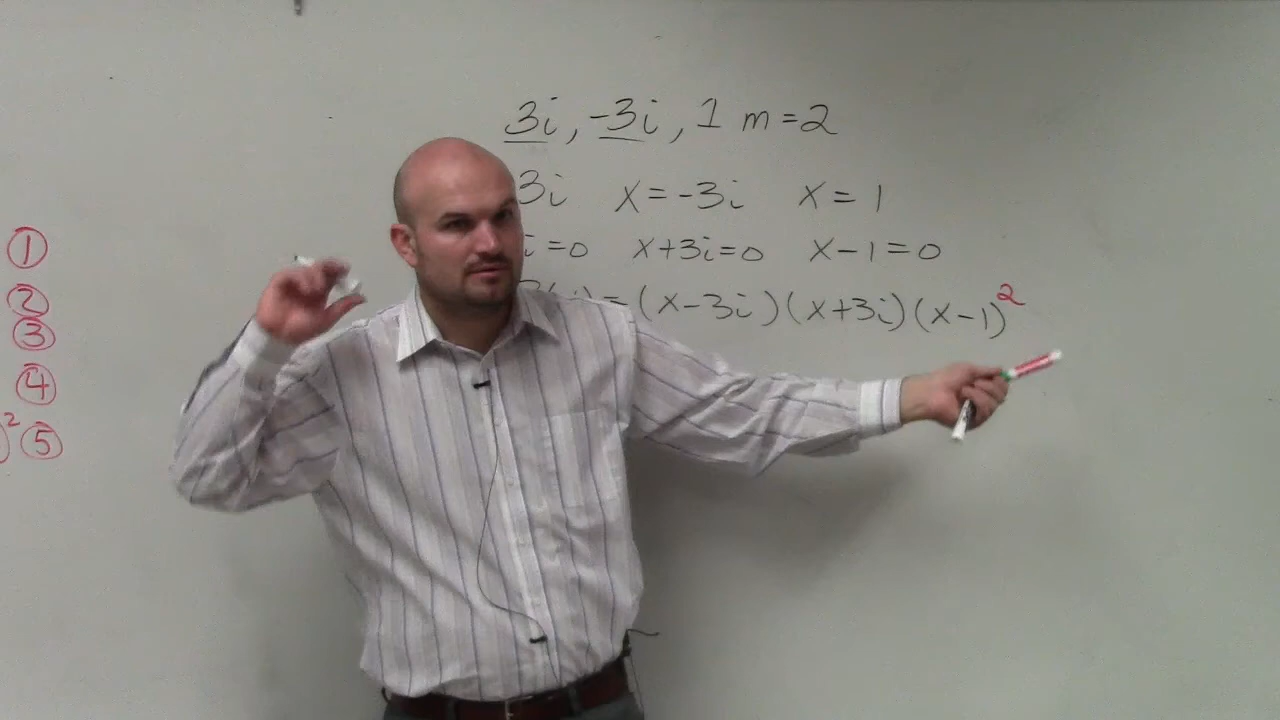 3i, -3i, 1 m=2
3i x=-3i x=1
i=0 x+3i=0 x-1=0
=(x-3i)(x+3i)(x-1)²
①
②
③
④
)² ⑤